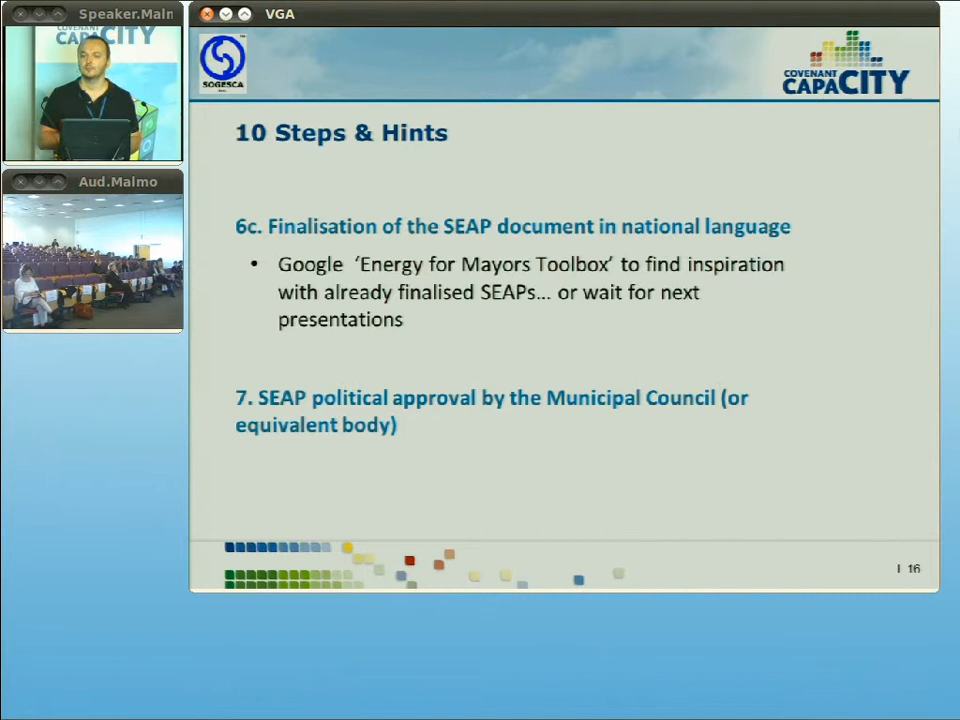 Speaker.Malm
VGA
COVENANT
CAPACITY
SOGESCA
COVENANT
CAPACITY
10 Steps & Hints
Aud.Malmo
6c. Finalisation of the SEAP document in national language
• Google ‘Energy for Mayors Toolbox’ to find inspiration
with already finalised SEAPs... or wait for next
presentations
7. SEAP political approval by the Municipal Council (or
equivalent body)
| 16